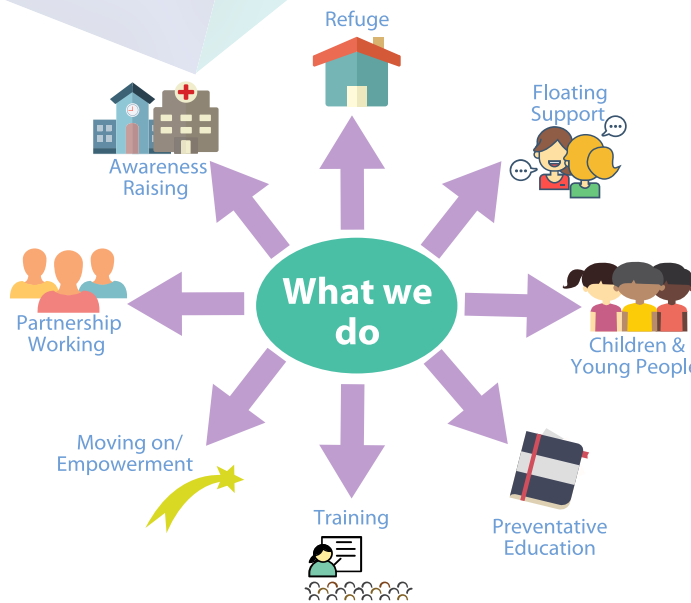 Refuge
Floating
Support
Awareness
Raising
What we
do
Partnership
Working
Children &
Young People
Moving on/
Empowerment
Training
Preventative
Education